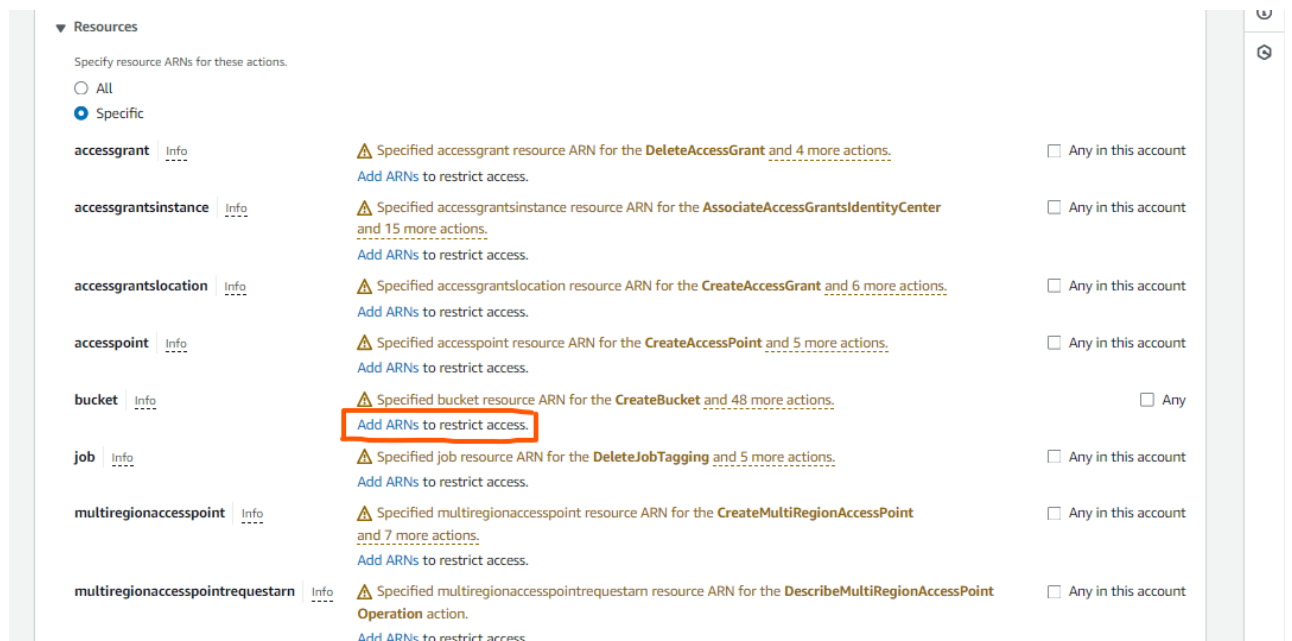 Resources
Specify resource ARNs for these actions.
All
Specific
accessgrant Info Specified accessgrant resource ARN for the DeleteAccessGrant and 4 more actions. Any in this account
Add ARNs to restrict access.
accessgrantsinstance Info Specified accessgrantsinstance resource ARN for the AssociateAccessGrantsIdentityCenter Any in this account
and 15 more actions.
Add ARNs to restrict access.
accessgrantslocation Info Specified accessgrantslocation resource ARN for the CreateAccessGrant and 6 more actions. Any in this account
Add ARNs to restrict access.
accesspoint Info Specified accesspoint resource ARN for the CreateAccessPoint and 5 more actions. Any in this account
Add ARNs to restrict access.
bucket Info Specified bucket resource ARN for the CreateBucket and 48 more actions. Any
Add ARNs to restrict access.
job Info Specified job resource ARN for the DeleteJobTagging and 5 more actions. Any in this account
Add ARNs to restrict access.
multiregionaccesspoint Info Specified multiregionaccesspoint resource ARN for the CreateMultiRegionAccessPoint Any in this account
and 7 more actions.
Add ARNs to restrict access.
multiregionaccesspointrequestarn Info Specified multiregionaccesspointrequestarn resource ARN for the DescribeMultiRegionAccessPoint Any in this account
Operation action.
Add ARNs to restrict access.